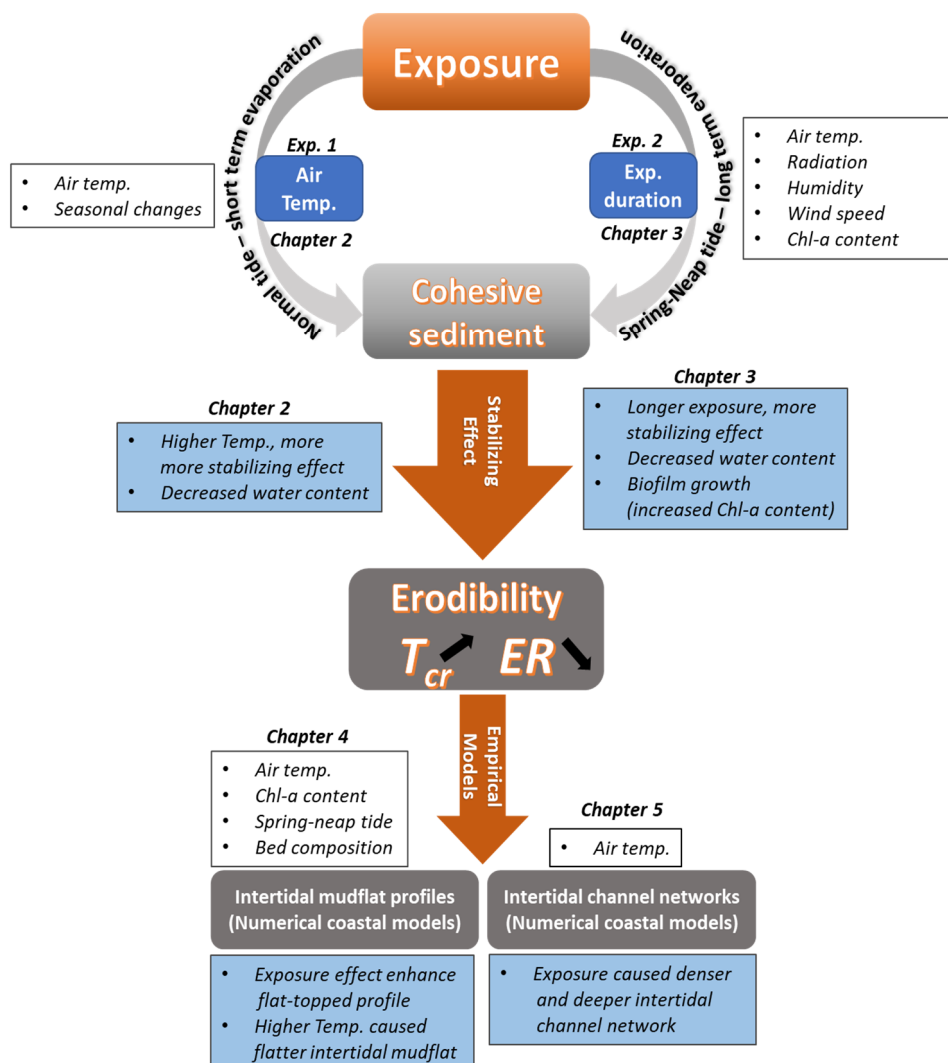 Exposure
Normal tide – short term evaporation
Spring-Neap tide – long term evaporation
Exp. 1
Air
Temp.
Chapter 2
Exp. 2
Exp.
duration
Chapter 3
• Air temp.
• Seasonal changes
• Air temp.
• Radiation
• Humidity
• Wind speed
• Chl-a content
Cohesive
sediment
Stabilizing
Effect
Chapter 2
• Higher Temp., more
more stabilizing effect
• Decreased water content
Chapter 3
• Longer exposure, more
stabilizing effect
• Decreased water content
• Biofilm growth
(increased Chl-a content)
Erodibility
Tcr ER
Empirical
Models
Chapter 4
• Air temp.
• Chl-a content
• Spring-neap tide
• Bed composition
Chapter 5
• Air temp.
Intertidal mudflat profiles
(Numerical coastal models)
Intertidal channel networks
(Numerical coastal models)
• Exposure effect enhance
flat-topped profile
• Higher Temp. caused
flatter intertidal mudflat
• Exposure caused denser
and deeper intertidal
channel network